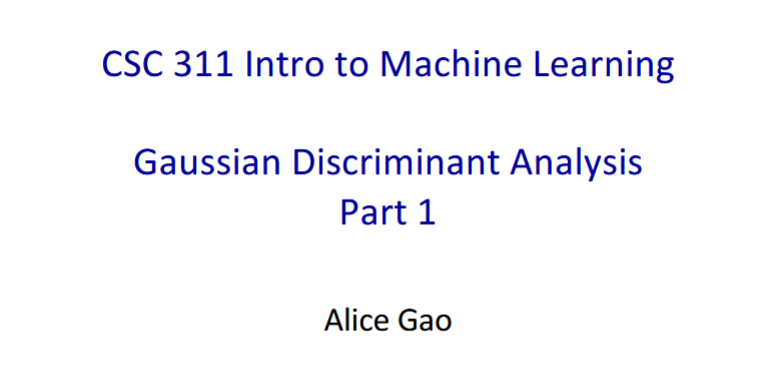 CSC 311 Intro to Machine Learning
Gaussian Discriminant Analysis
Part 1
Alice Gao